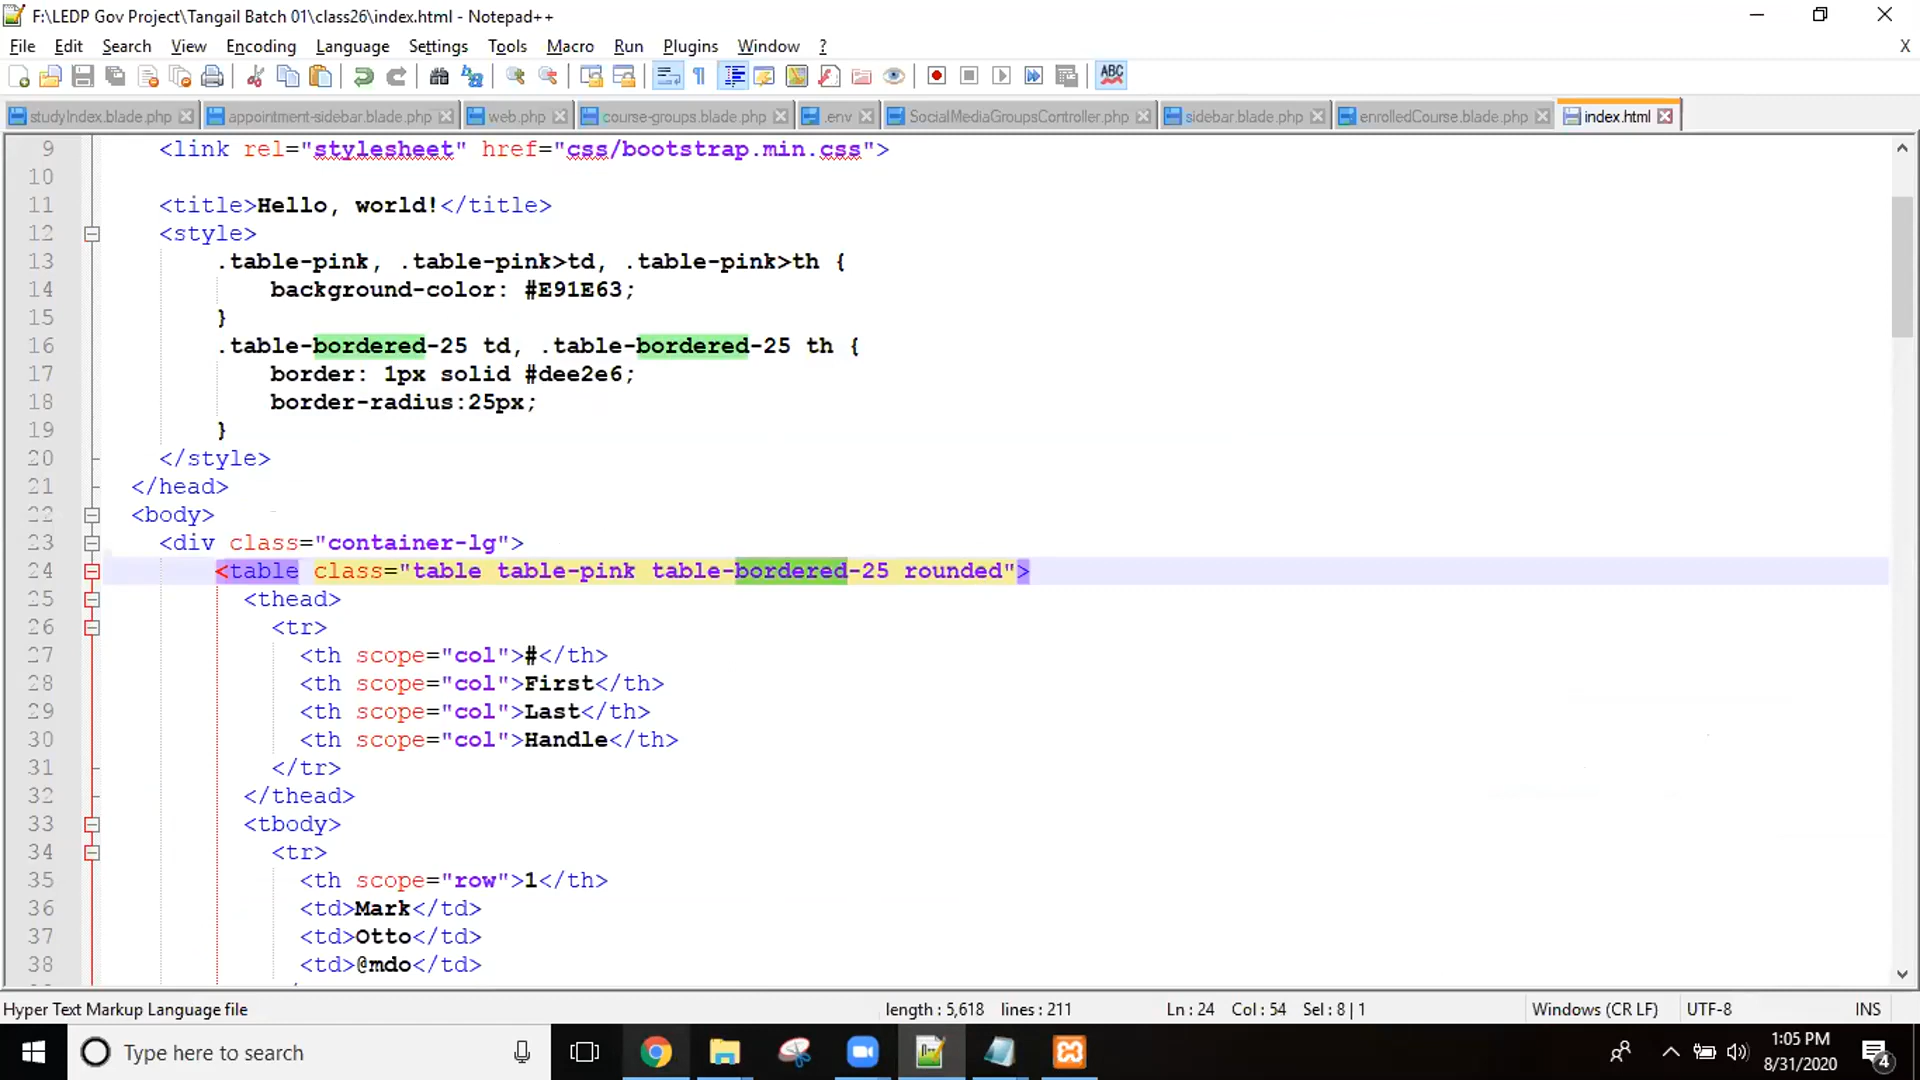 F:\LEDP Gov Project\Tangail Batch 01\class26\index.html - Notepad++
File Edit Search View Encoding Language Settings Tools Macro Run Plugins Window ? X
ABC
studyIndex.blade.php appointment-sidebar.blade.php web.php course-groups.blade.php .env SocialMediaGroupsController.php sidebar.blade.php enrolledCourse.blade.php index.html
9 <link rel="stylesheet" href="css/bootstrap.min.css">
10
11 <title>Hello, world!</title>
12 <style>
13 .table-pink, .table-pink>td, .table-pink>th {
14 background-color: #E91E63;
15 }
16 .table-bordered-25 td, .table-bordered-25 th {
17 border: 1px solid #dee2e6;
18 border-radius:25px;
19 }
20 </style>
21 </head>
22 <body>
23 <div class="container-lg">
24 <table class="table table-pink table-bordered-25 rounded">
25 <thead>
26 <tr>
27 <th scope="col">#</th>
28 <th scope="col">First</th>
29 <th scope="col">Last</th>
30 <th scope="col">Handle</th>
31 </tr>
32 </thead>
33 <tbody>
34 <tr>
35 <th scope="row">1</th>
36 <td>Mark</td>
37 <td>Otto</td>
38 <td>@mdo</td>
Hyper Text Markup Language file length : 5,618 lines : 211 Ln : 24 Col : 54 Sel : 8 | 1 Windows (CR LF) UTF-8 INS
Type here to search
1:05 PM
8/31/2020
4